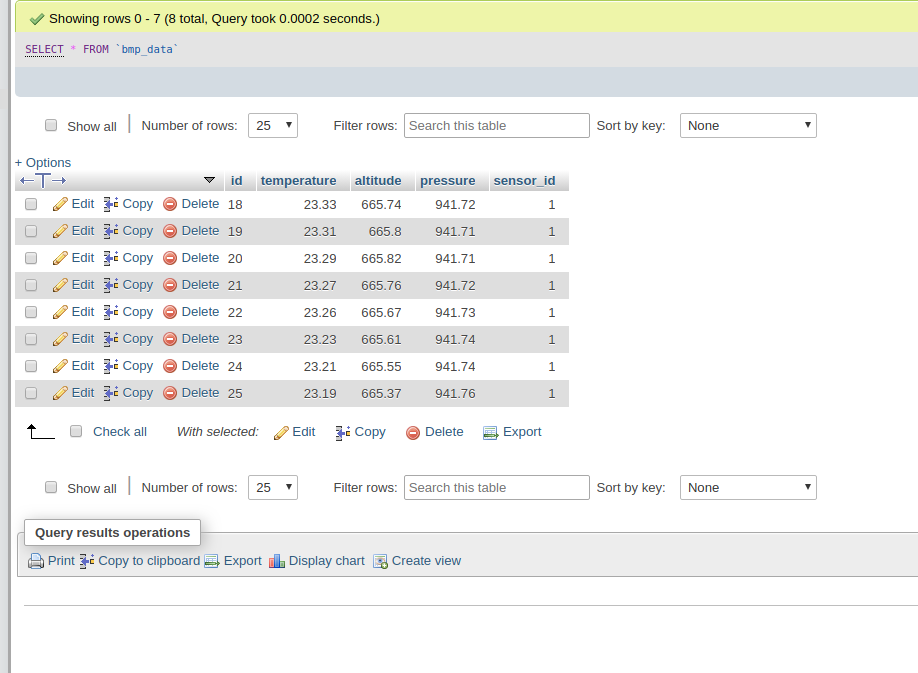 Showing rows 0 - 7 (8 total, Query took 0.0002 seconds.)
SELECT * FROM `bmp_data`
Show all | Number of rows: 25 Filter rows: Search this table Sort by key: None
+ Options
←T→ id temperature altitude pressure sensor_id
Edit Copy Delete 18 23.33 665.74 941.72 1
Edit Copy Delete 19 23.31 665.8 941.71 1
Edit Copy Delete 20 23.29 665.82 941.71 1
Edit Copy Delete 21 23.27 665.76 941.72 1
Edit Copy Delete 22 23.26 665.67 941.73 1
Edit Copy Delete 23 23.23 665.61 941.74 1
Edit Copy Delete 24 23.21 665.55 941.74 1
Edit Copy Delete 25 23.19 665.37 941.76 1
Check all With selected: Edit Copy Delete Export
Show all | Number of rows: 25 Filter rows: Search this table Sort by key: None
Query results operations
Print Copy to clipboard Export Display chart Create view